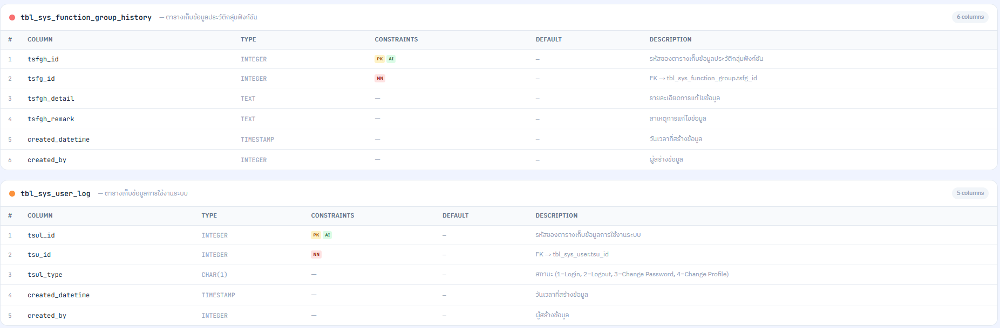 tbl_sys_function_group_history — ตารางเก็บข้อมูลประวัติกลุ่มฟังก์ชัน 6 columns
# COLUMN TYPE CONSTRAINTS DEFAULT DESCRIPTION
1 tsfgh_id INTEGER PK AI — รหัสของตารางเก็บข้อมูลประวัติกลุ่มฟังก์ชัน
2 tsfg_id INTEGER NN — FK → tbl_sys_function_group.tsfg_id
3 tsfgh_detail TEXT — — รายละเอียดการแก้ไขข้อมูล
4 tsfgh_remark TEXT — — สาเหตุการแก้ไขข้อมูล
5 created_datetime TIMESTAMP — — วันเวลาที่สร้างข้อมูล
6 created_by INTEGER — — ผู้สร้างข้อมูล
tbl_sys_user_log — ตารางเก็บข้อมูลการใช้งานระบบ 5 columns
# COLUMN TYPE CONSTRAINTS DEFAULT DESCRIPTION
1 tsul_id INTEGER PK AI — รหัสของตารางเก็บข้อมูลการใช้งานระบบ
2 tsu_id INTEGER NN — FK → tbl_sys_user.tsu_id
3 tsul_type CHAR(1) — — สถานะ (1=Login, 2=Logout, 3=Change Password, 4=Change Profile)
4 created_datetime TIMESTAMP — — วันเวลาที่สร้างข้อมูล
5 created_by INTEGER — — ผู้สร้างข้อมูล